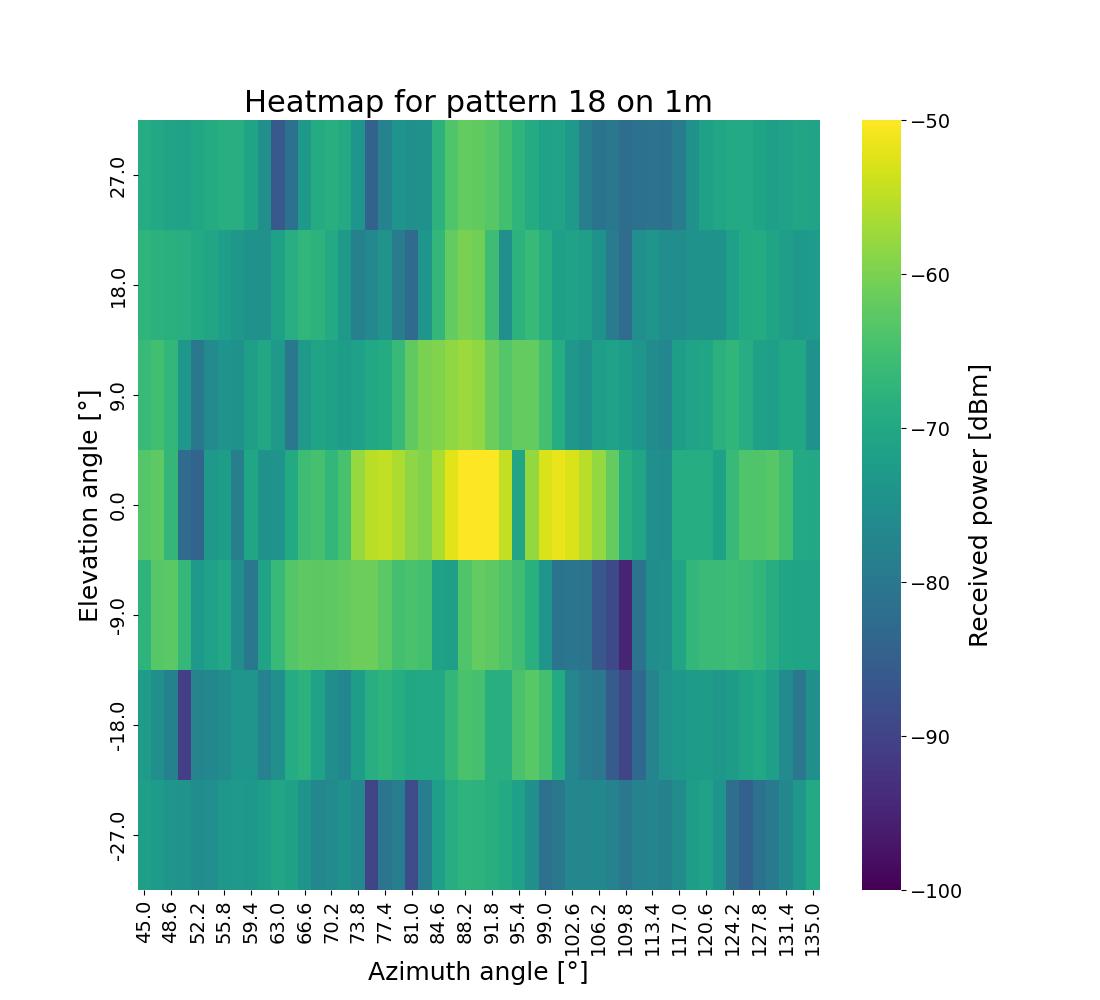 Heatmap for pattern 18 on 1m
Elevation angle [°]
27.0
18.0
9.0
0.0
-9.0
-18.0
-27.0
45.0 48.6 52.2 55.8 59.4 63.0 66.6 70.2 73.8 77.4 81.0 84.6 88.2 91.8 95.4 99.0 102.6 106.2 109.8 113.4 117.0 120.6 124.2 127.8 131.4 135.0
Azimuth angle [°]
−50
−60
−70
−80
−90
−100
Received power [dBm]